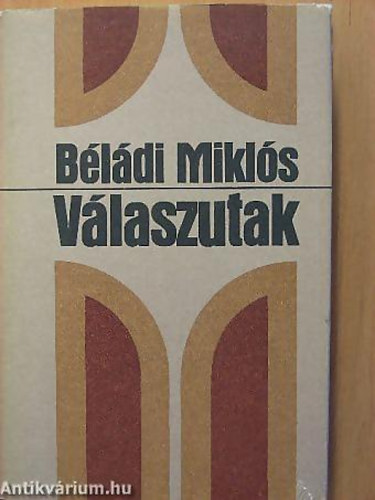 Béládi Miklós
Válaszutak
Antikvárium.hu